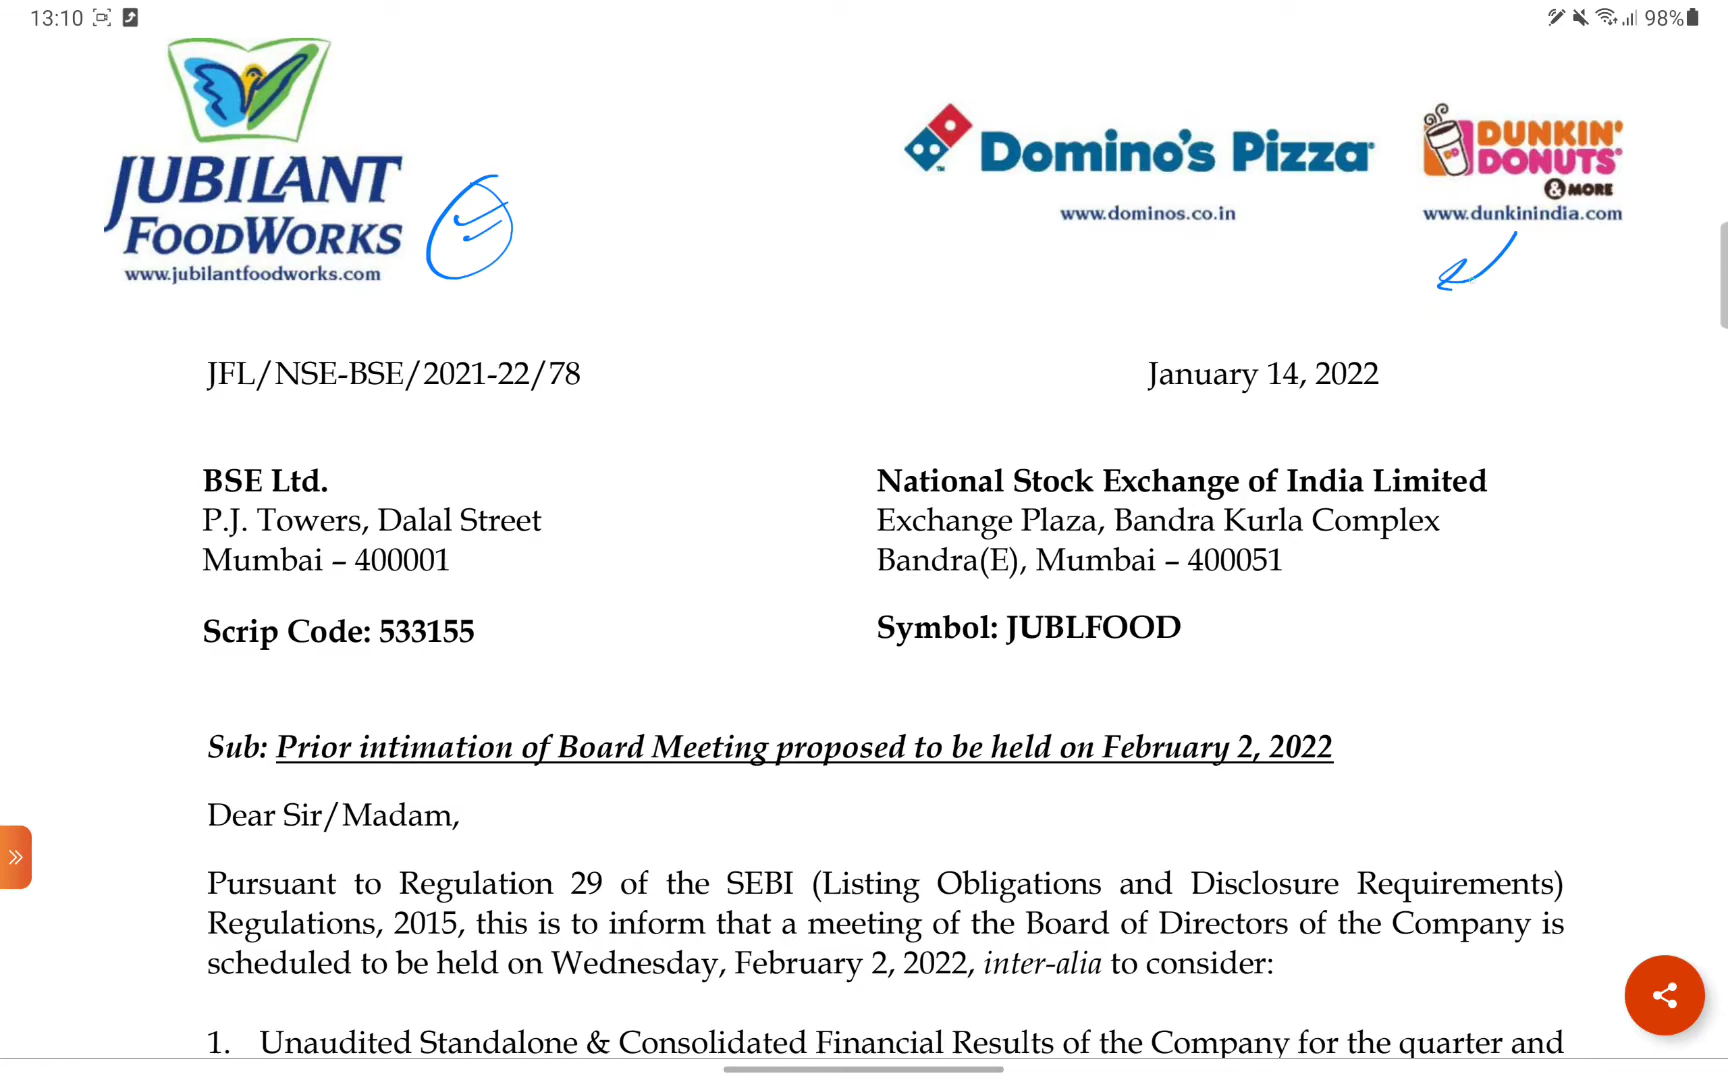 13:10
98%
JUBILANT
FOODWORKS
www.jubilantfoodworks.com
Domino's Pizza
www.dominos.co.in
DUNKIN'
DONUTS
& MORE
www.dunkinindia.com
JFL/NSE-BSE/2021-22/78
January 14, 2022
BSE Ltd.
P.J. Towers, Dalal Street
Mumbai – 400001
Scrip Code: 533155
National Stock Exchange of India Limited
Exchange Plaza, Bandra Kurla Complex
Bandra(E), Mumbai – 400051
Symbol: JUBLFOOD
Sub: Prior intimation of Board Meeting proposed to be held on February 2, 2022
Dear Sir/Madam,
Pursuant to Regulation 29 of the SEBI (Listing Obligations and Disclosure Requirements)
Regulations, 2015, this is to inform that a meeting of the Board of Directors of the Company is
scheduled to be held on Wednesday, February 2, 2022, inter-alia to consider:
1. Unaudited Standalone & Consolidated Financial Results of the Company for the quarter and